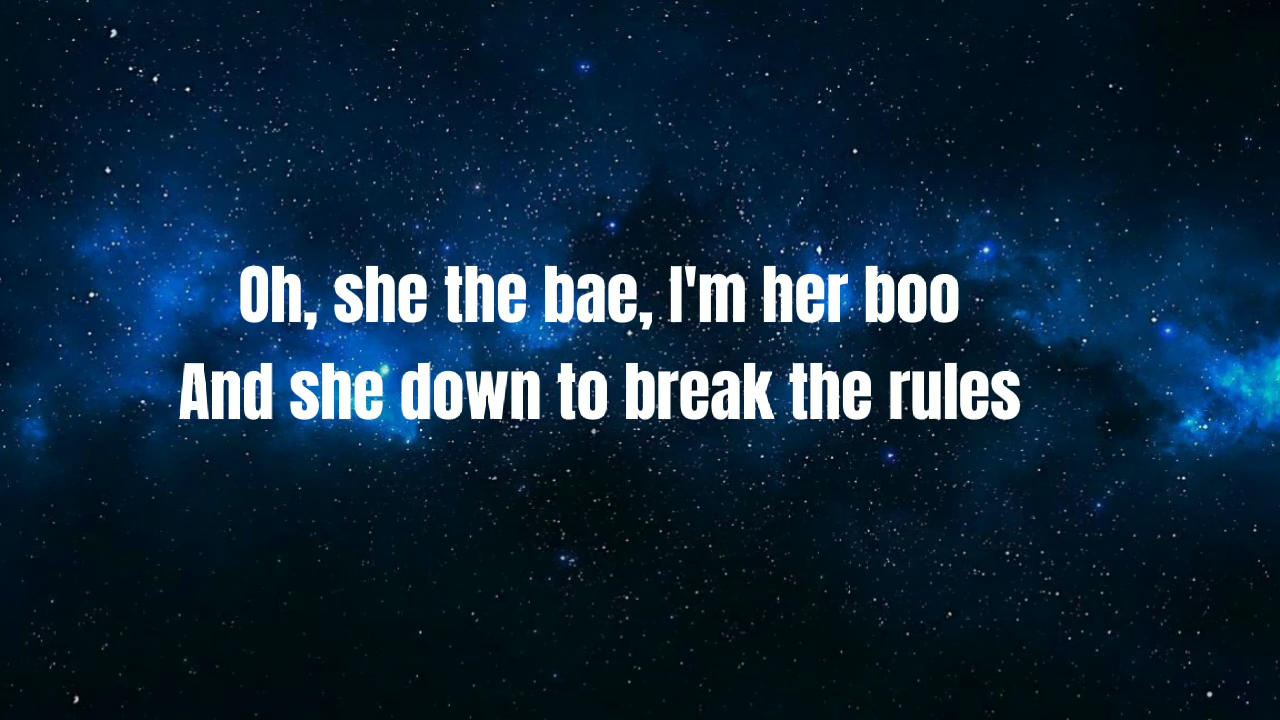 Oh, she the bae, I'm her boo
And she down to break the rules